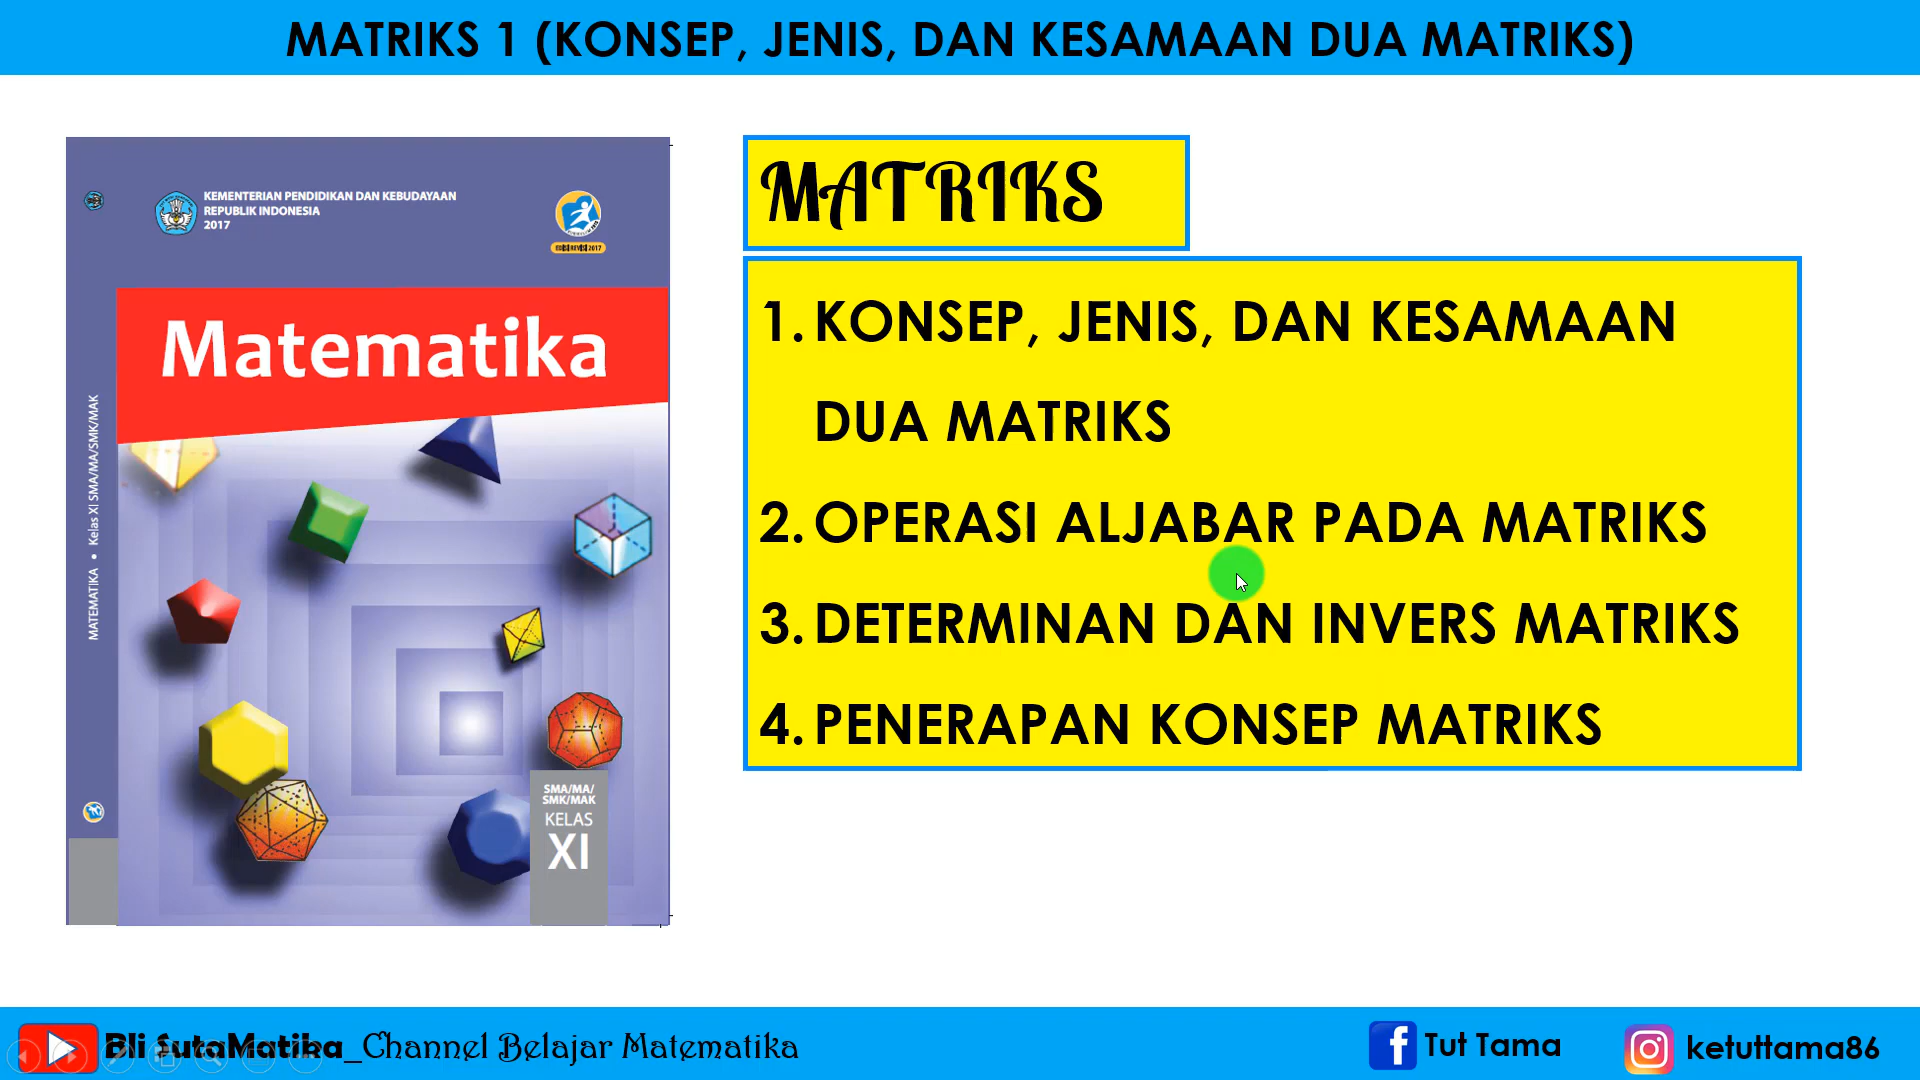 MATRIKS 1 (KONSEP, JENIS, DAN KESAMAAN DUA MATRIKS)
KEMENTERIAN PENDIDIKAN DAN KEBUDAYAAN
REPUBLIK INDONESIA
2017
EDISI REVISI 2017
Matematika
MATEMATIKA • Kelas XI SMA/MA/SMK/MAK
SMA/MA/
SMK/MAK
KELAS
XI
MATRIKS
1. KONSEP, JENIS, DAN KESAMAAN
DUA MATRIKS
2. OPERASI ALJABAR PADA MATRIKS
3. DETERMINAN DAN INVERS MATRIKS
4. PENERAPAN KONSEP MATRIKS
Bli SutaMatika_Channel Belajar Matematika
Tut Tama
ketuttama86